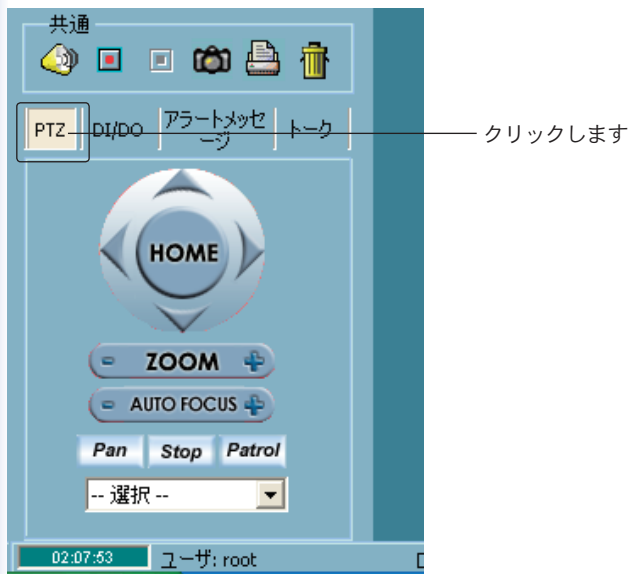 共通
PTZ DI/DO アラートメッセ
ージ トーク
クリックします
HOME
- ZOOM +
- AUTO FOCUS +
Pan Stop Patrol
-- 選択 --
02:07:53 ユーザ: root